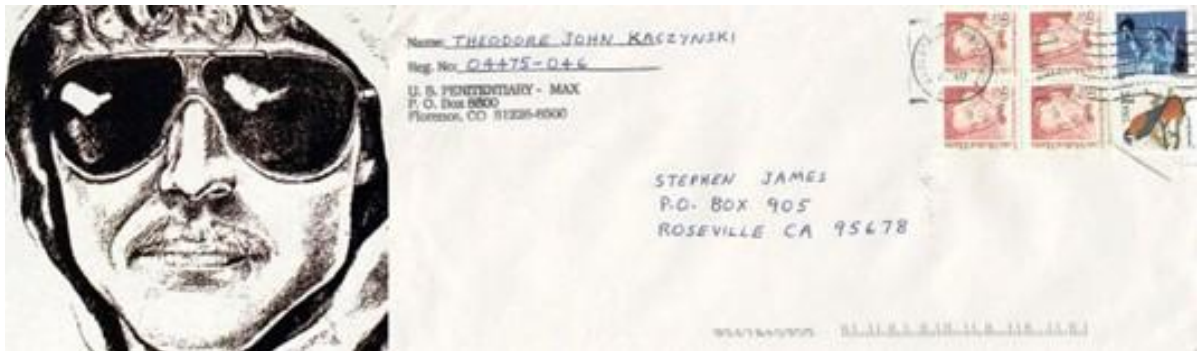 Name: THEODORE JOHN KACZYNSKI
Reg. No: 04475-046
U. S. PENITENTIARY - MAX
P. O. Box 8500
Florence, CO 81226-8500
STEPHEN JAMES
P.O. BOX 905
ROSEVILLE CA 95678